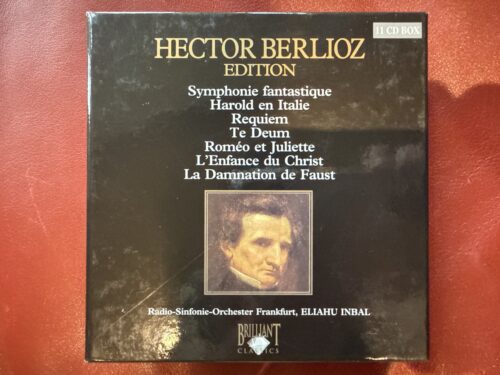 11 CD BOX
HECTOR BERLIOZ
EDITION
Symphonie fantastique
Harold en Italie
Requiem
Te Deum
Roméo et Juliette
L'Enfance du Christ
La Damnation de Faust
Radio-Sinfonie-Orchester Frankfurt, ELIAHU INBAL
BRILLIANT
CLASSICS